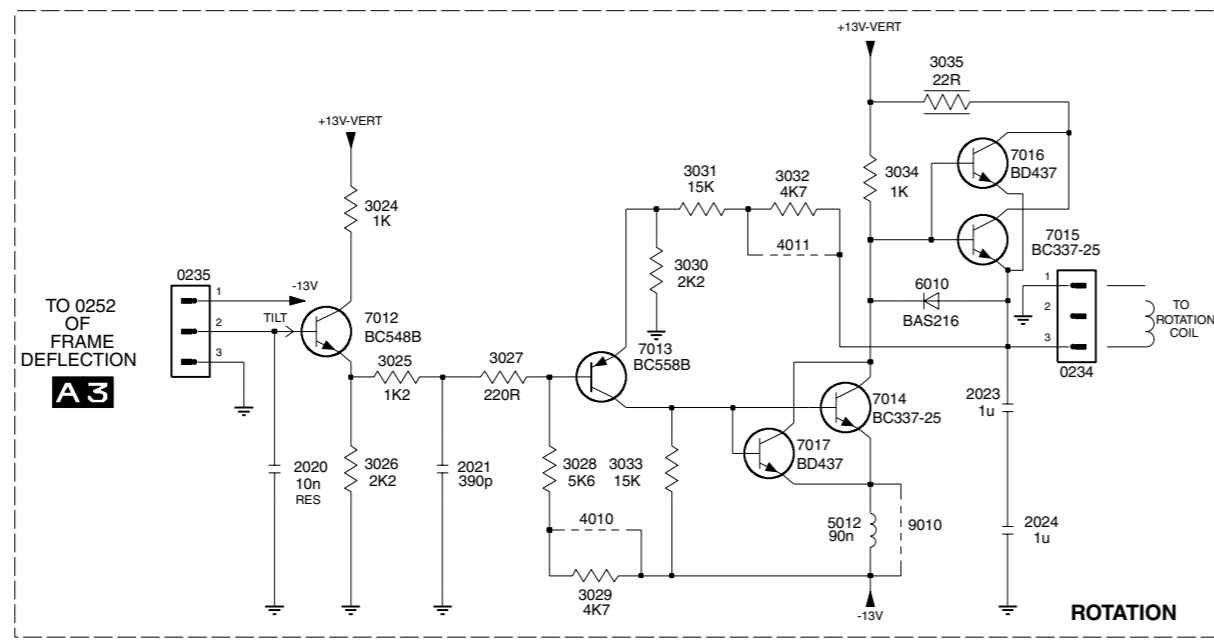 +13V-VERT
3035
22R
+13V-VERT
3024
1K
3031
15K
3032
4K7
3034
1K
7016
BD437
7015
BC337-25
4011
3030
2K2
0235
1
2
3
-13V
TILT
7012
BC548B
TO 0252
OF
FRAME
DEFLECTION
A3
3025
1K2
3027
220R
7013
BC558B
6010
BAS216
1
2
3
0234
TO
ROTATION
COIL
7014
BC337-25
7017
BD437
2023
1u
2020
10n
RES
3026
2K2
2021
390p
3028
5K6
3033
15K
4010
3029
4K7
5012
90n
9010
2024
1u
-13V
ROTATION